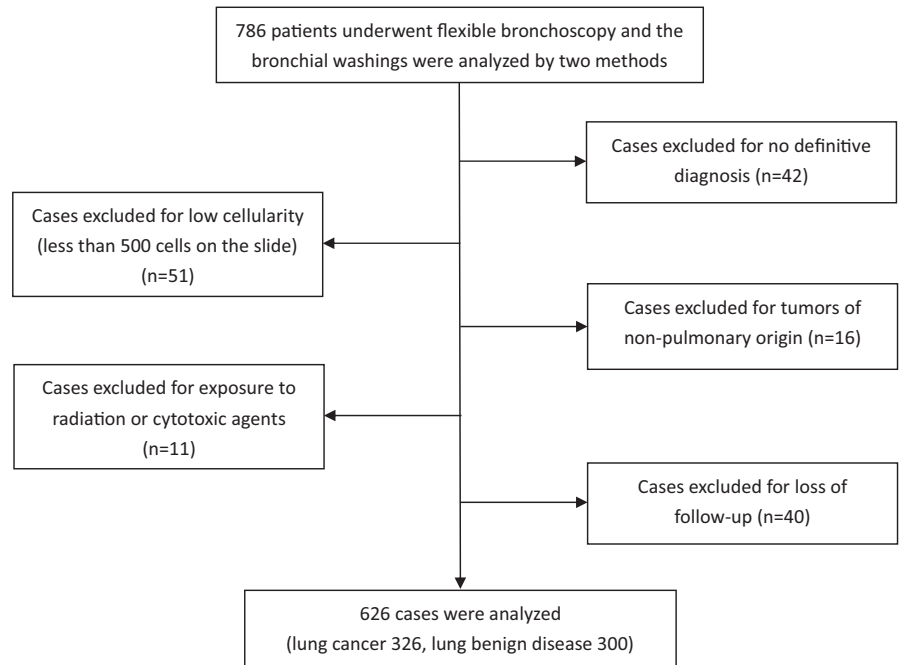 786 patients underwent flexible bronchoscopy and the
bronchial washings were analyzed by two methods
Cases excluded for no definitive
diagnosis (n=42)
Cases excluded for low cellularity
(less than 500 cells on the slide)
(n=51)
Cases excluded for tumors of
non-pulmonary origin (n=16)
Cases excluded for exposure to
radiation or cytotoxic agents
(n=11)
Cases excluded for loss of
follow-up (n=40)
626 cases were analyzed
(lung cancer 326, lung benign disease 300)